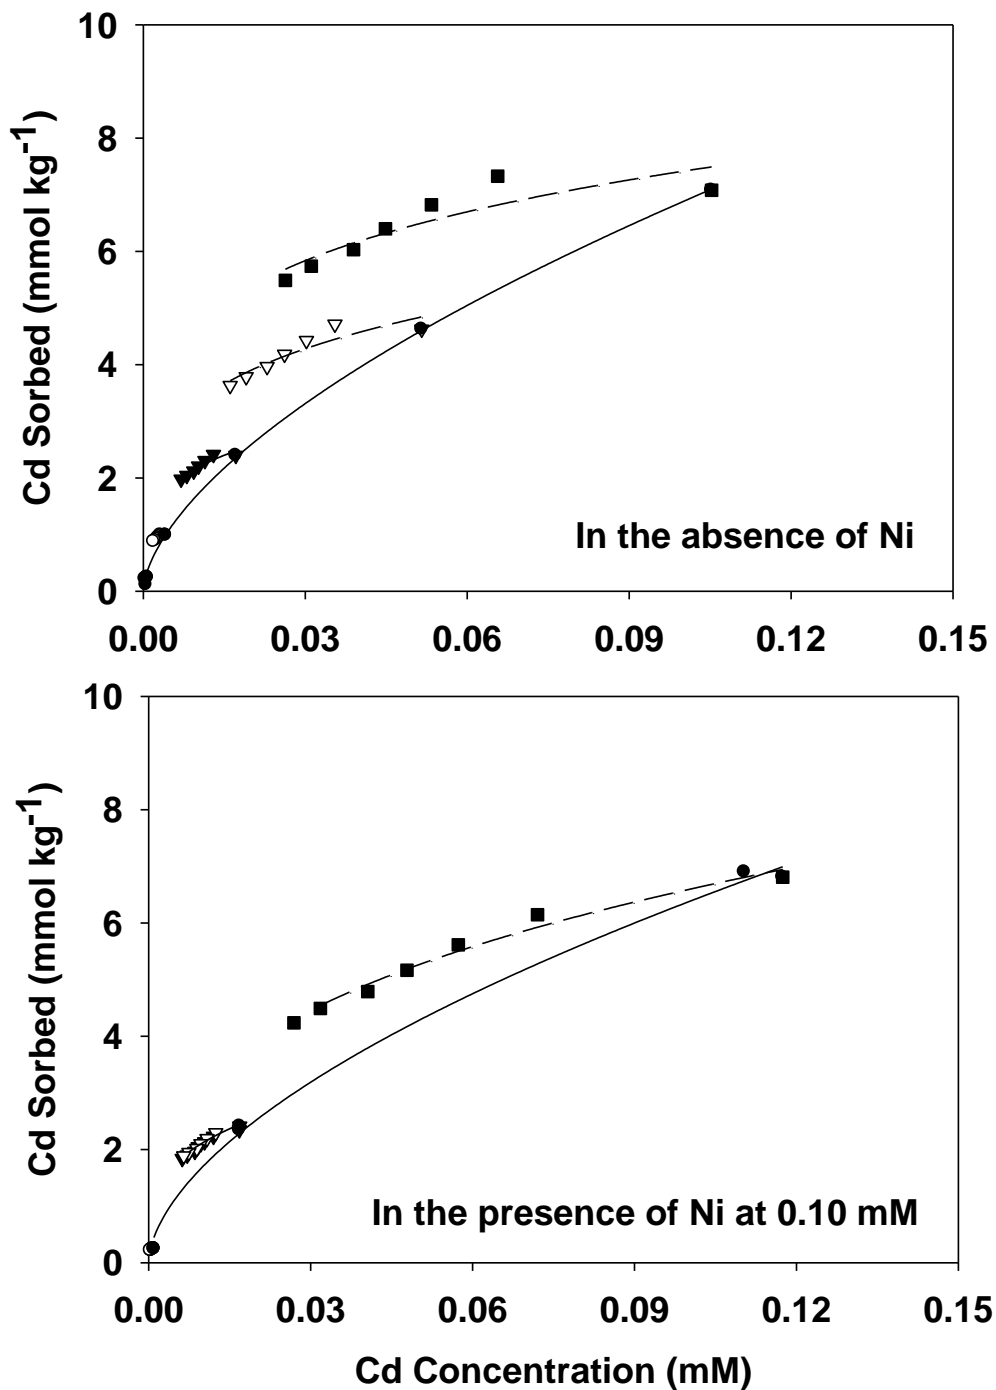 10
8
6
4
2
0
Cd Sorbed (mmol kg-1)
In the absence of Ni
0.00 0.03 0.06 0.09 0.12 0.15
10
8
6
4
2
0
Cd Sorbed (mmol kg-1)
In the presence of Ni at 0.10 mM
0.00 0.03 0.06 0.09 0.12 0.15
Cd Concentration (mM)